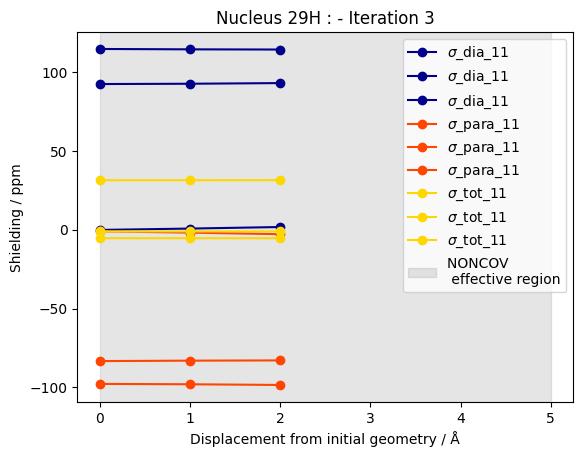 Nucleus 29H : - Iteration 3
Shielding / ppm
100
50
0
−50
−100
σ_dia_11
σ_dia_11
σ_dia_11
σ_para_11
σ_para_11
σ_para_11
σ_tot_11
σ_tot_11
σ_tot_11
NONCOV
effective region
0 1 2 3 4 5
Displacement from initial geometry / Å